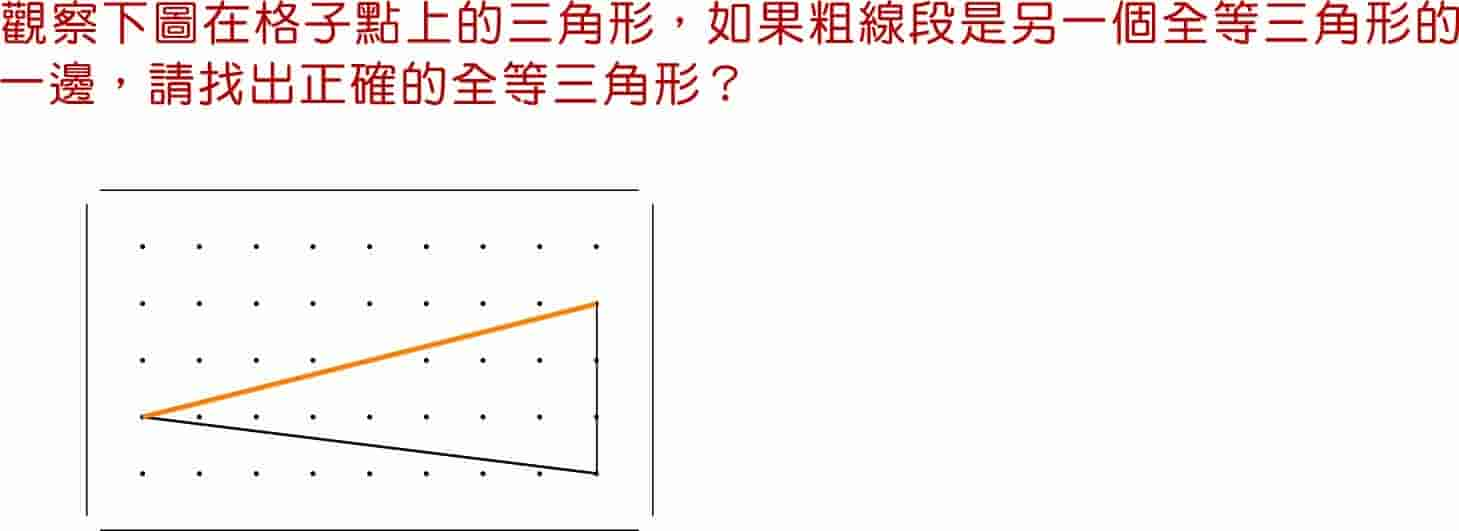 觀察下圖在格子點上的三角形，如果粗線段是另一個全等三角形的
一邊，請找出正確的全等三角形？